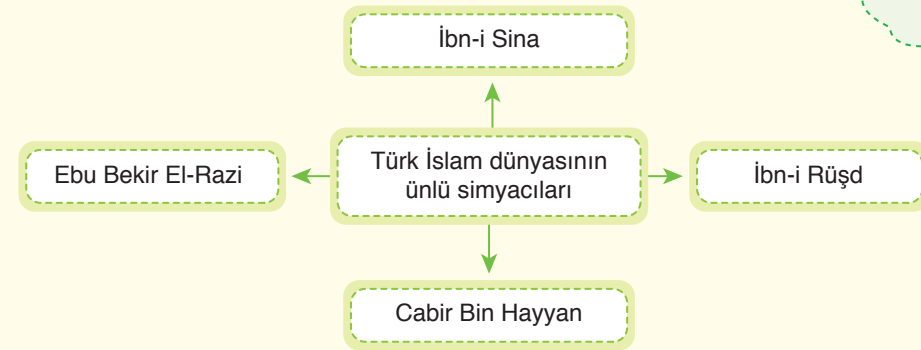 İbn-i Sina
Ebu Bekir El-Razi
Türk İslam dünyasının
ünlü simyacıları
İbn-i Rüşd
Cabir Bin Hayyan